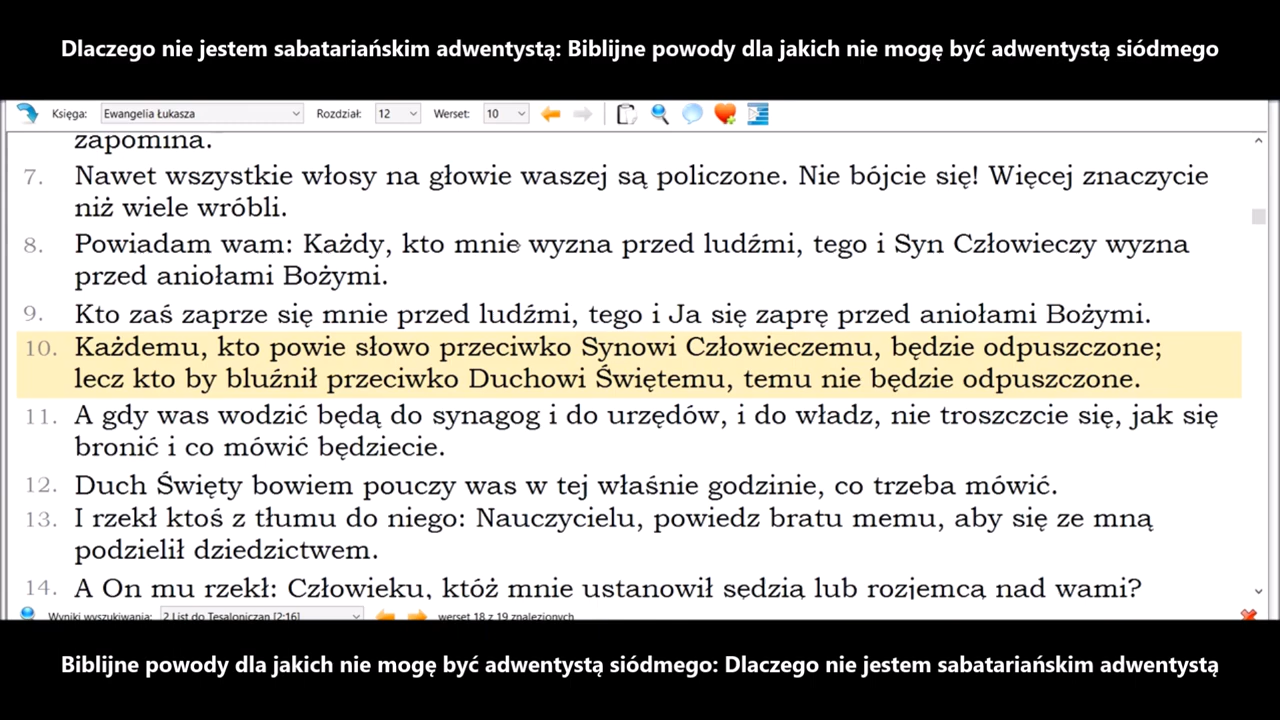 Dlaczego nie jestem sabatariańskim adwentystą: Biblijne powody dla jakich nie mogę być adwentystą siódmego
Księga: Ewangelia Łukasza Rozdział: 12 Werset: 10
zapomina.
7. Nawet wszystkie włosy na głowie waszej są policzone. Nie bójcie się! Więcej znaczycie
niż wiele wróbli.
8. Powiadam wam: Każdy, kto mnie wyzna przed ludźmi, tego i Syn Człowieczy wyzna
przed aniołami Bożymi.
9. Kto zaś zaprze się mnie przed ludźmi, tego i Ja się zaprę przed aniołami Bożymi.
10. Każdemu, kto powie słowo przeciwko Synowi Człowieczemu, będzie odpuszczone;
lecz kto by bluźnił przeciwko Duchowi Świętemu, temu nie będzie odpuszczone.
11. A gdy was wodzić będą do synagog i do urzędów, i do władz, nie troszczcie się, jak się
bronić i co mówić będziecie.
12. Duch Święty bowiem pouczy was w tej właśnie godzinie, co trzeba mówić.
13. I rzekł ktoś z tłumu do niego: Nauczycielu, powiedz bratu memu, aby się ze mną
podzielił dziedzictwem.
14. A On mu rzekł: Człowieku, któż mnie ustanowił sędzią lub rozjemcą nad wami?
Wyniki wyszukiwania: 2 List do Tesaloniczan [2:16] werset 18 z 19 znalezionych
Biblijne powody dla jakich nie mogę być adwentystą siódmego: Dlaczego nie jestem sabatariańskim adwentystą